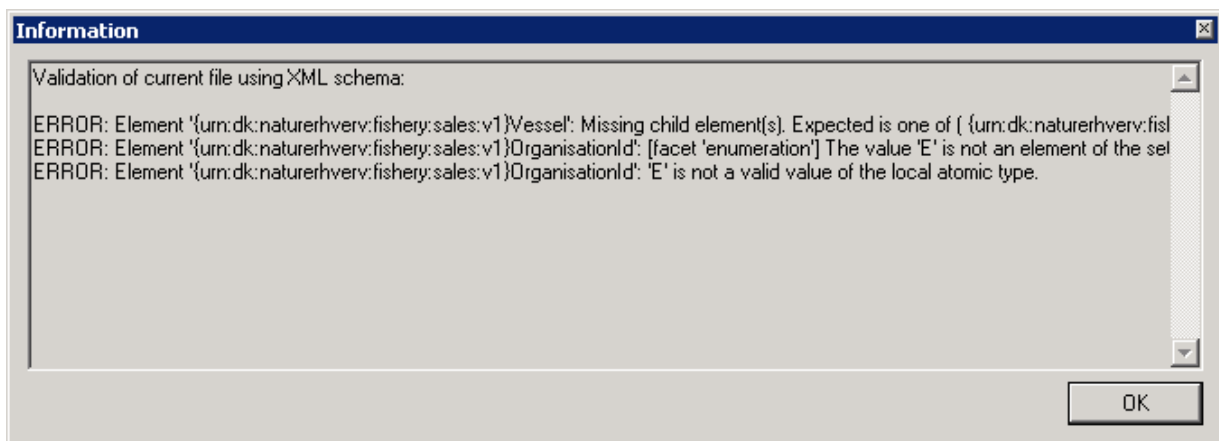 Information
Validation of current file using XML schema:
ERROR: Element '{urn:dk:naturerhverv:fishery:sales:v1}Vessel': Missing child element(s). Expected is one of ( {urn:dk:naturerhverv:fisl
ERROR: Element '{urn:dk:naturerhverv:fishery:sales:v1}OrganisationId': [facet 'enumeration'] The value 'E' is not an element of the set
ERROR: Element '{urn:dk:naturerhverv:fishery:sales:v1}OrganisationId': 'E' is not a valid value of the local atomic type.
OK